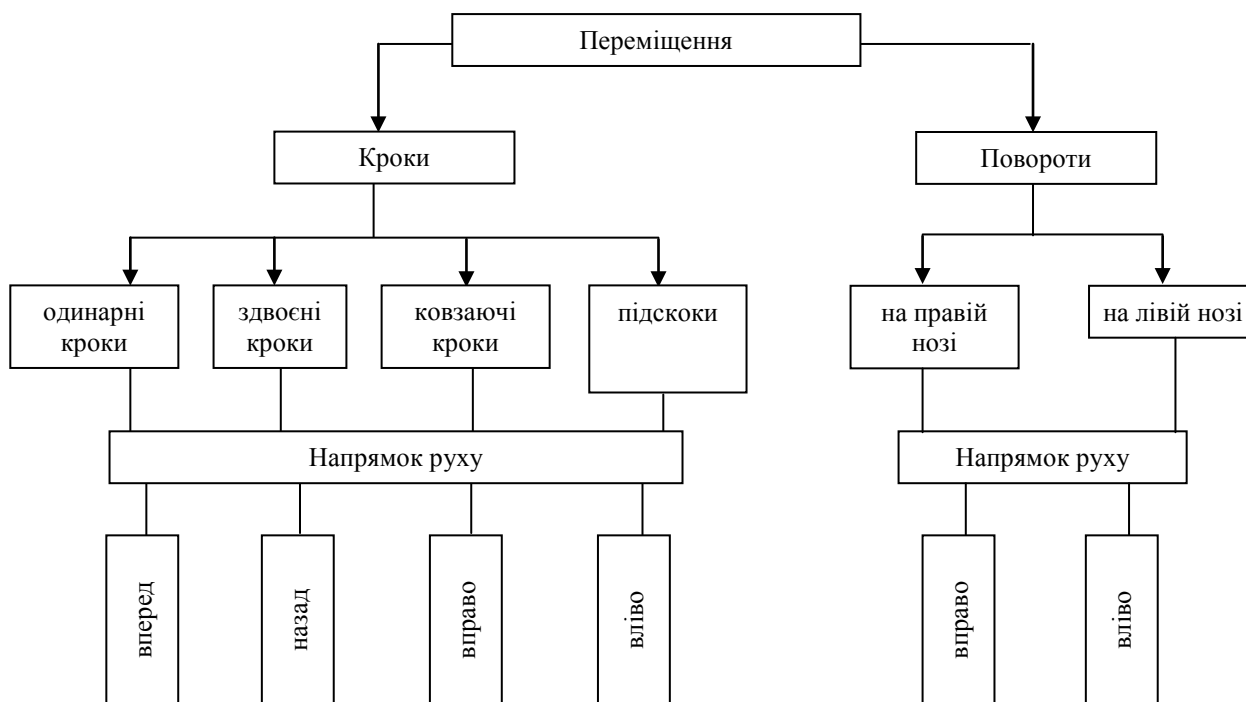 Переміщення
Кроки
Повороти
одинарні
кроки
здвоєні
кроки
ковзаючі
кроки
підскоки
на правій
нозі
на лівій нозі
Напрямок руху
Напрямок руху
вперед
назад
вправо
вліво
вправо
вліво